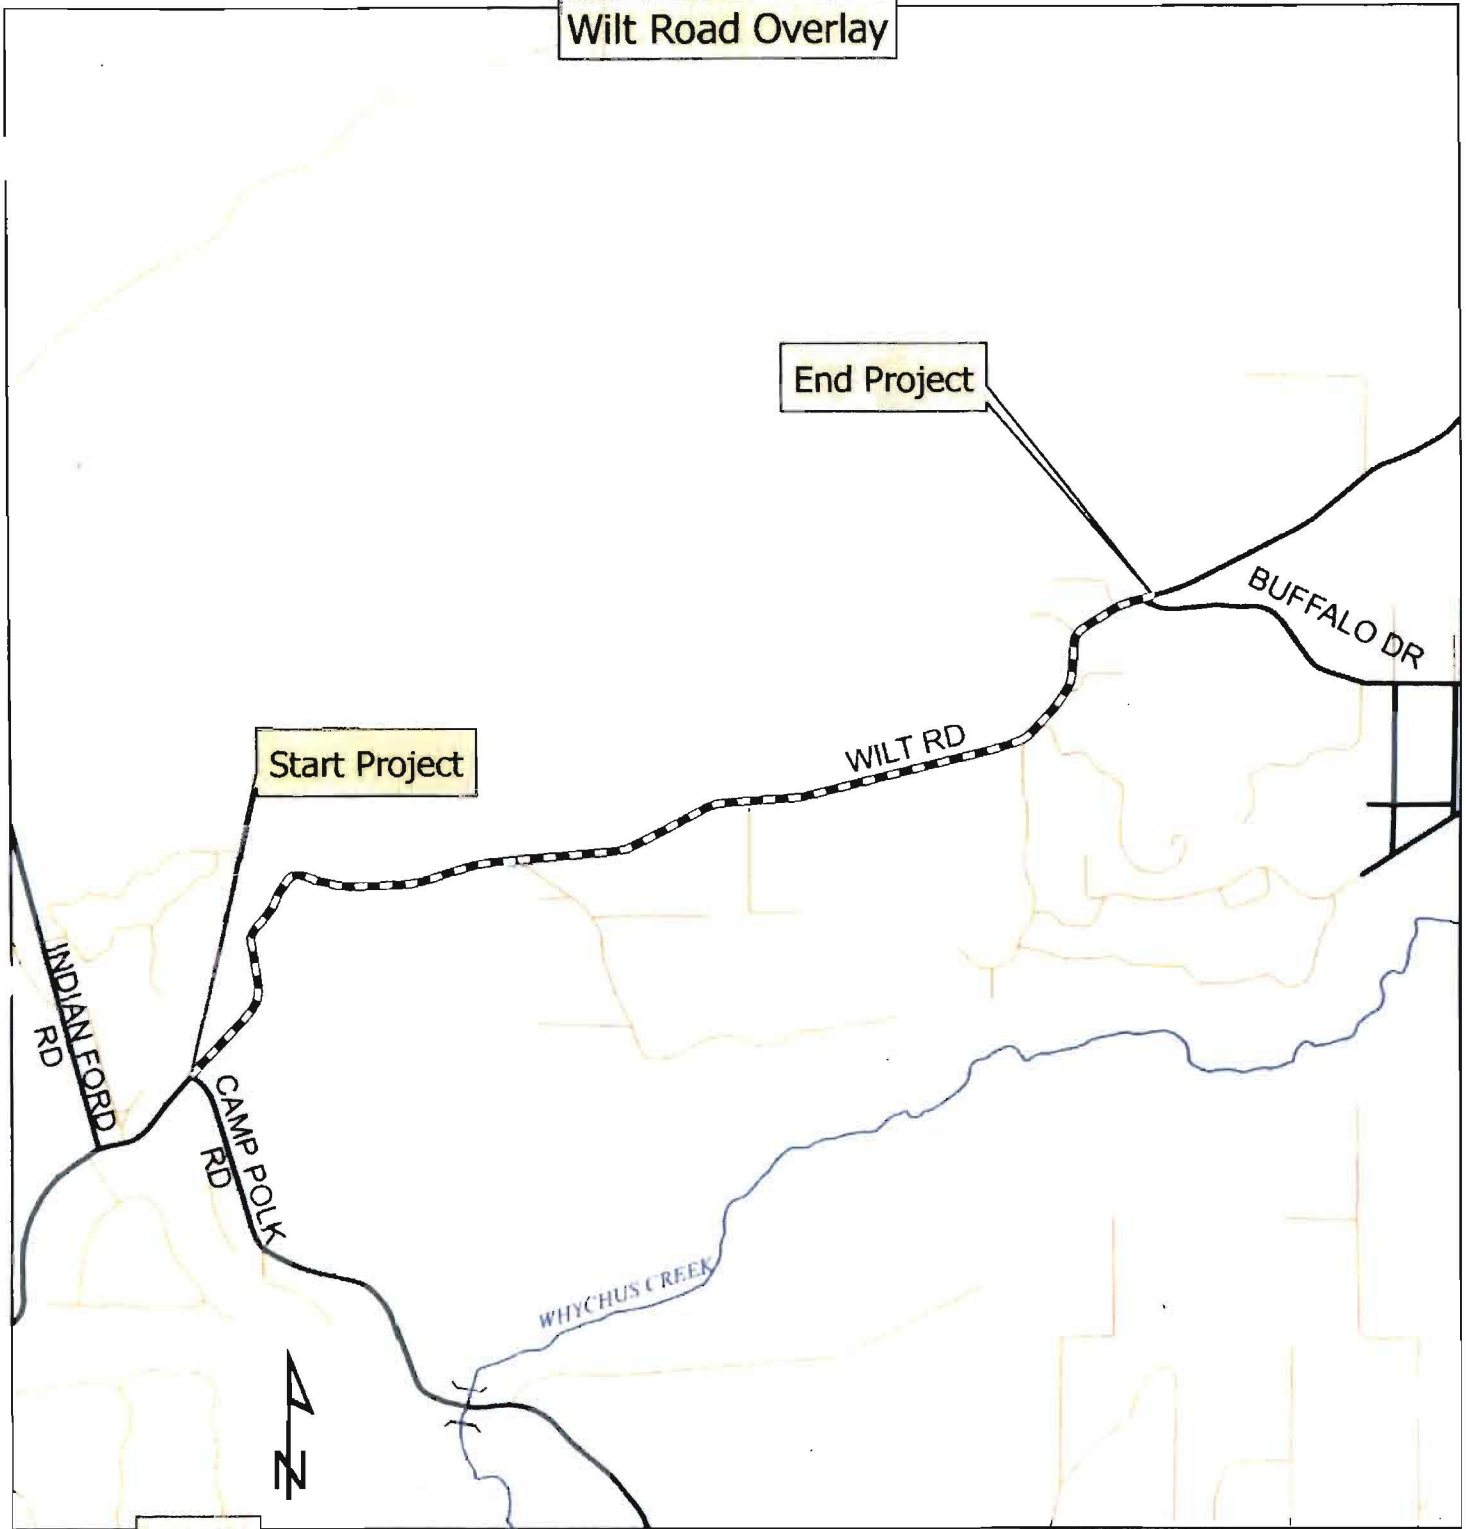 Wilt Road Overlay
End Project
BUFFALO DR
WILT RD
Start Project
INDIAN FORD
RD
CAMP POLK
RD
WHYCHUS CREEK
N